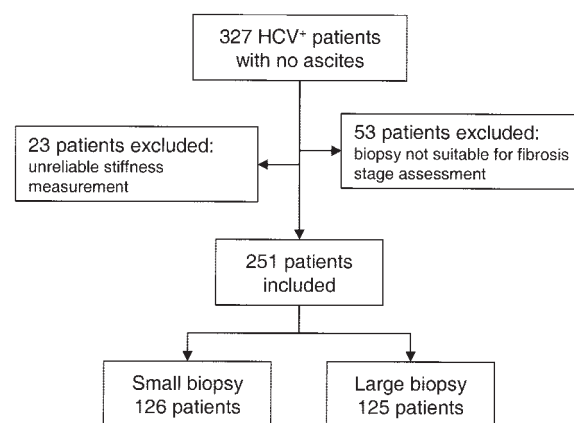 327 HCV⁺ patients
with no ascites
23 patients excluded:
unreliable stiffness
measurement
53 patients excluded:
biopsy not suitable for fibrosis
stage assessment
251 patients
included
Small biopsy
126 patients
Large biopsy
125 patients